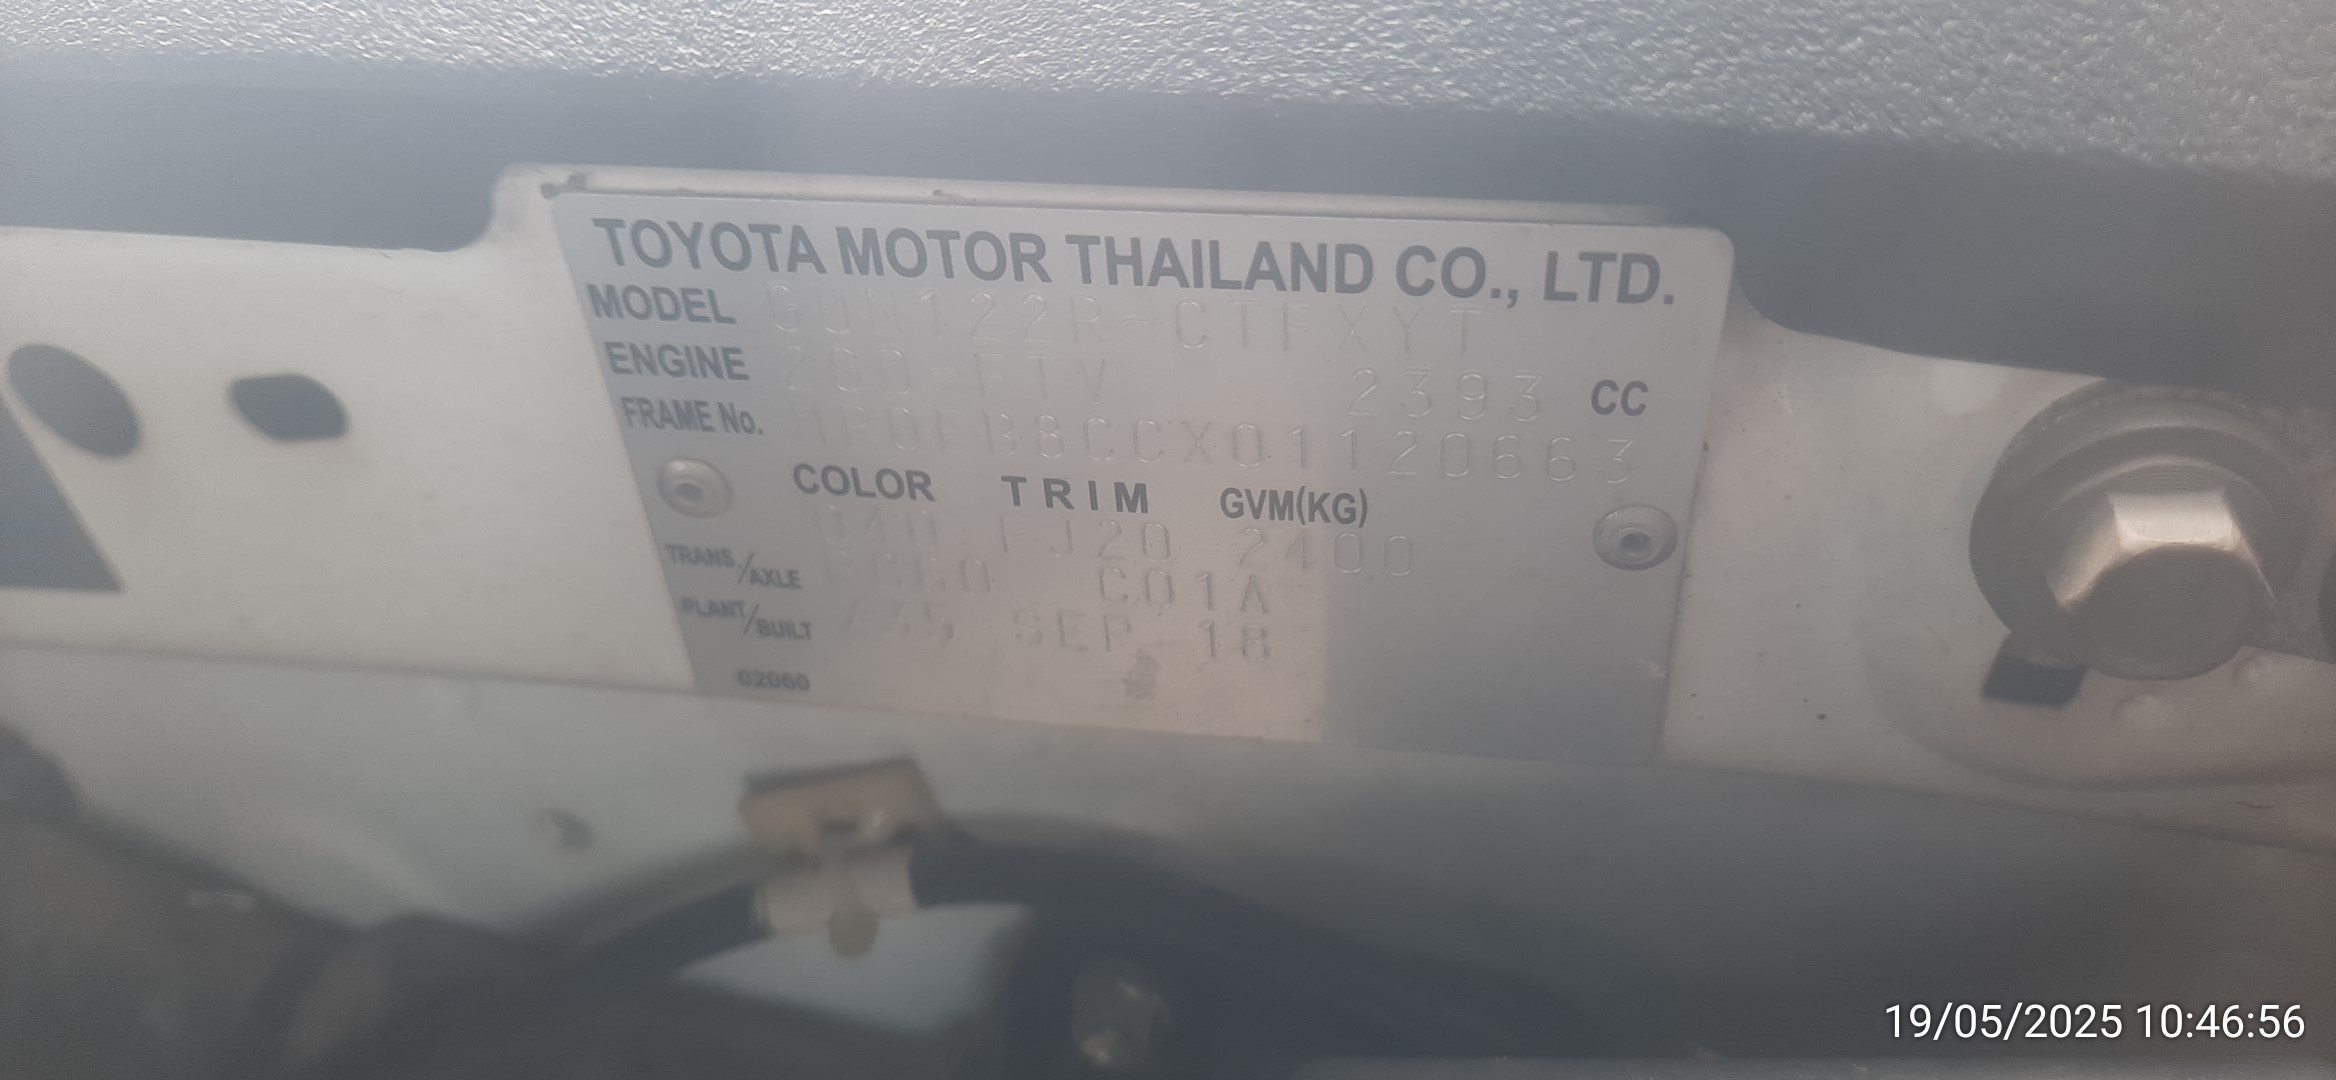 TOYOTA MOTOR THAILAND CO., LTD.
MODEL GUN122R-CTFXYT
ENGINE 2GD-FTV 2393 CC
FRAME No.
COLOR TRIM GVM(KG)
040 FJ20 2400
TRANS./AXLE C01A
PLANT/BUILT SEP. 18
02060
19/05/2025 10:46:56